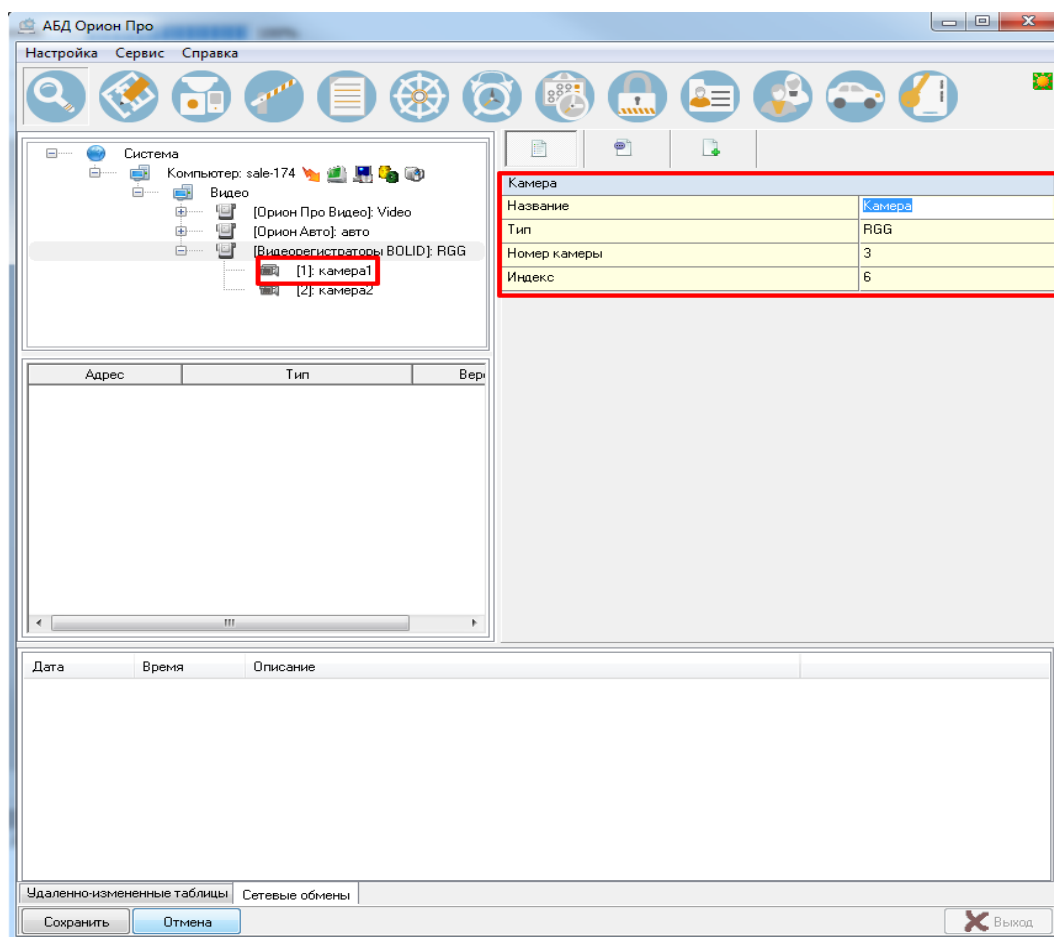 АБД Орион Про
Настройка Сервис Справка
Система
Компьютер: sale-174
Видео
[Орион Про Видео]: Video
[Орион Авто]: авто
[Видеорегистраторы BOLID]: RGG
[1]: камера1
[2]: камера2
Камера
Название Камера
Тип RGG
Номер камеры 3
Индекс 6
Адрес Тип Верс
Дата Время Описание
Удаленно-измененные таблицы Сетевые обмены
Сохранить Отмена Выход